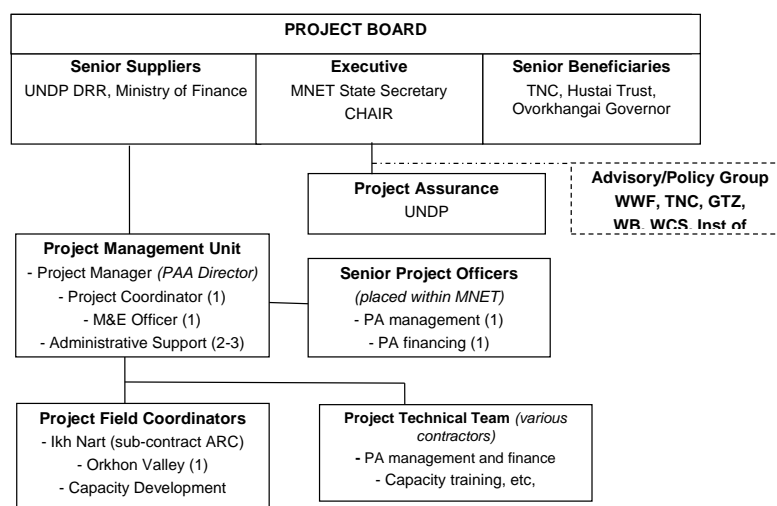 PROJECT BOARD
Senior Suppliers
UNDP DRR, Ministry of Finance
Executive
MNET State Secretary
CHAIR
Senior Beneficiaries
TNC, Hustai Trust,
Ovorkhangai Governor
Project Assurance
UNDP
Advisory/Policy Group
WWF, TNC, GTZ,
WB, WCS, Inst of
Project Management Unit
- Project Manager (PAA Director)
- Project Coordinator (1)
- M&E Officer (1)
- Administrative Support (2-3)
Senior Project Officers
(placed within MNET)
- PA management (1)
- PA financing (1)
Project Field Coordinators
- Ikh Nart (sub-contract ARC)
- Orkhon Valley (1)
- Capacity Development
Project Technical Team (various
contractors)
- PA management and finance
- Capacity training, etc,